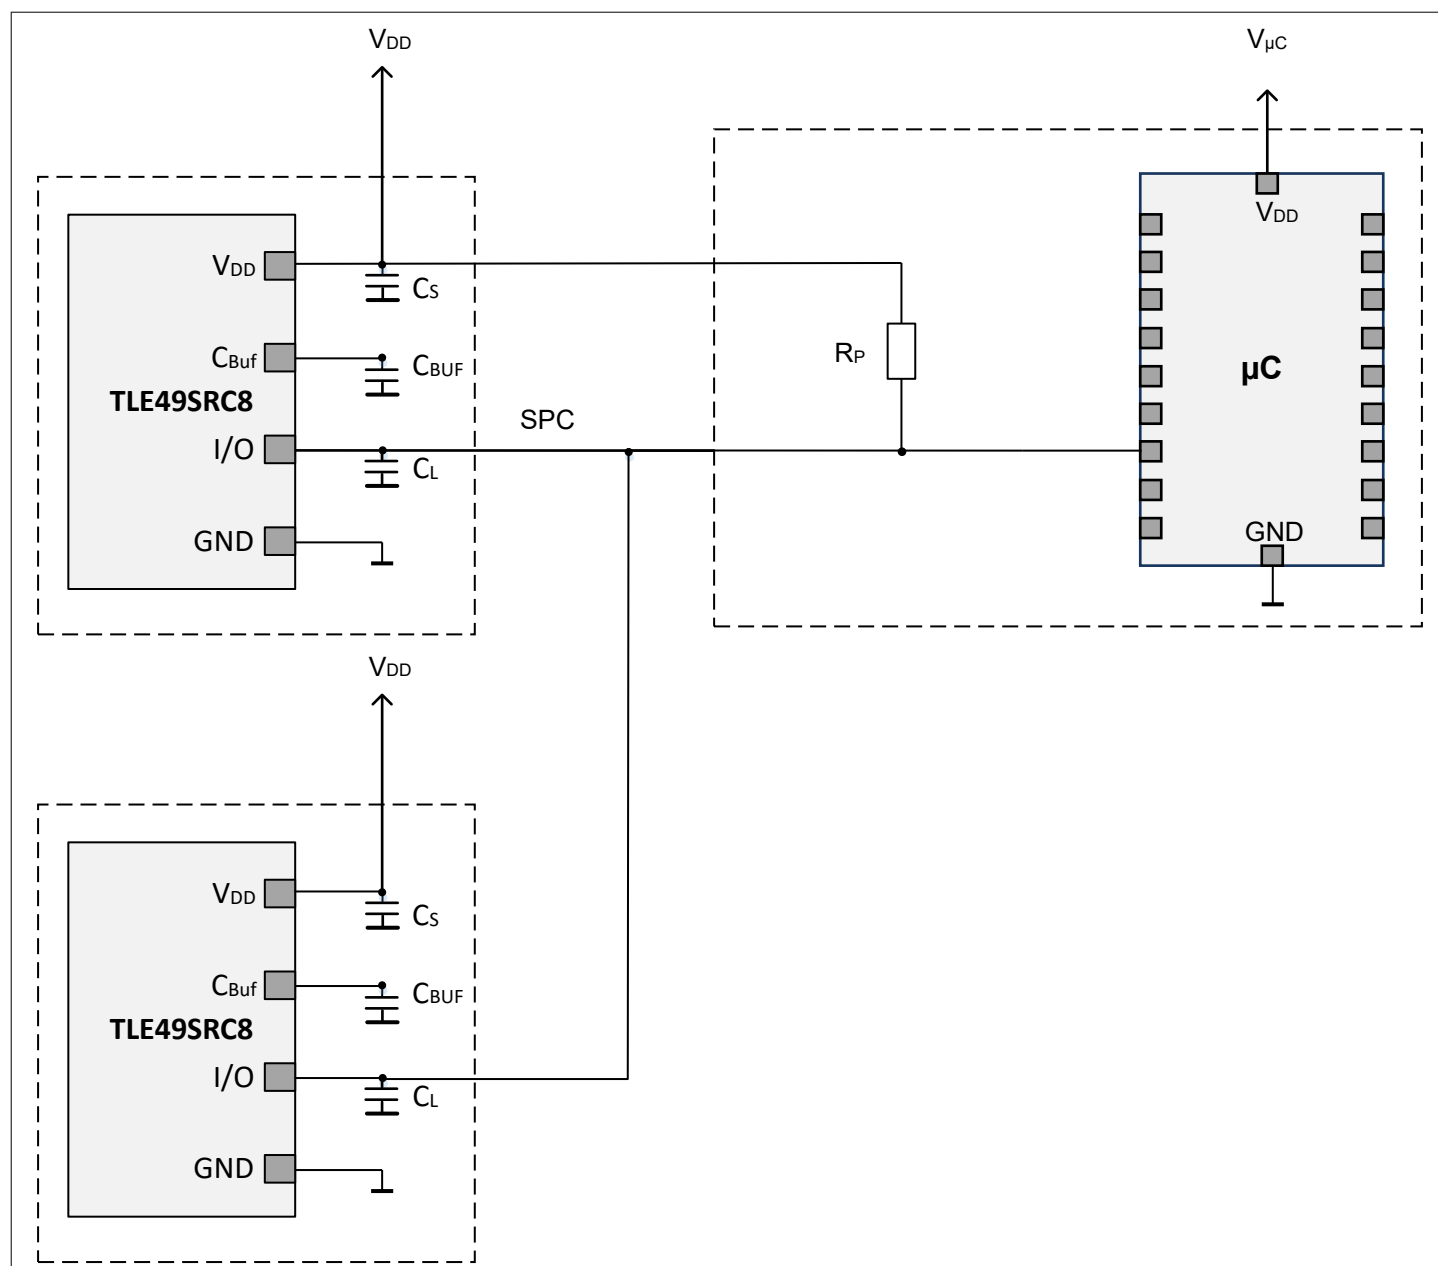 VDD
VµC
VDD
VDD
CS
RP
CBuf
CBUF
µC
TLE49SRC8
SPC
I/O
CL
GND
GND
VDD
VDD
CS
CBuf
CBUF
TLE49SRC8
I/O
CL
GND